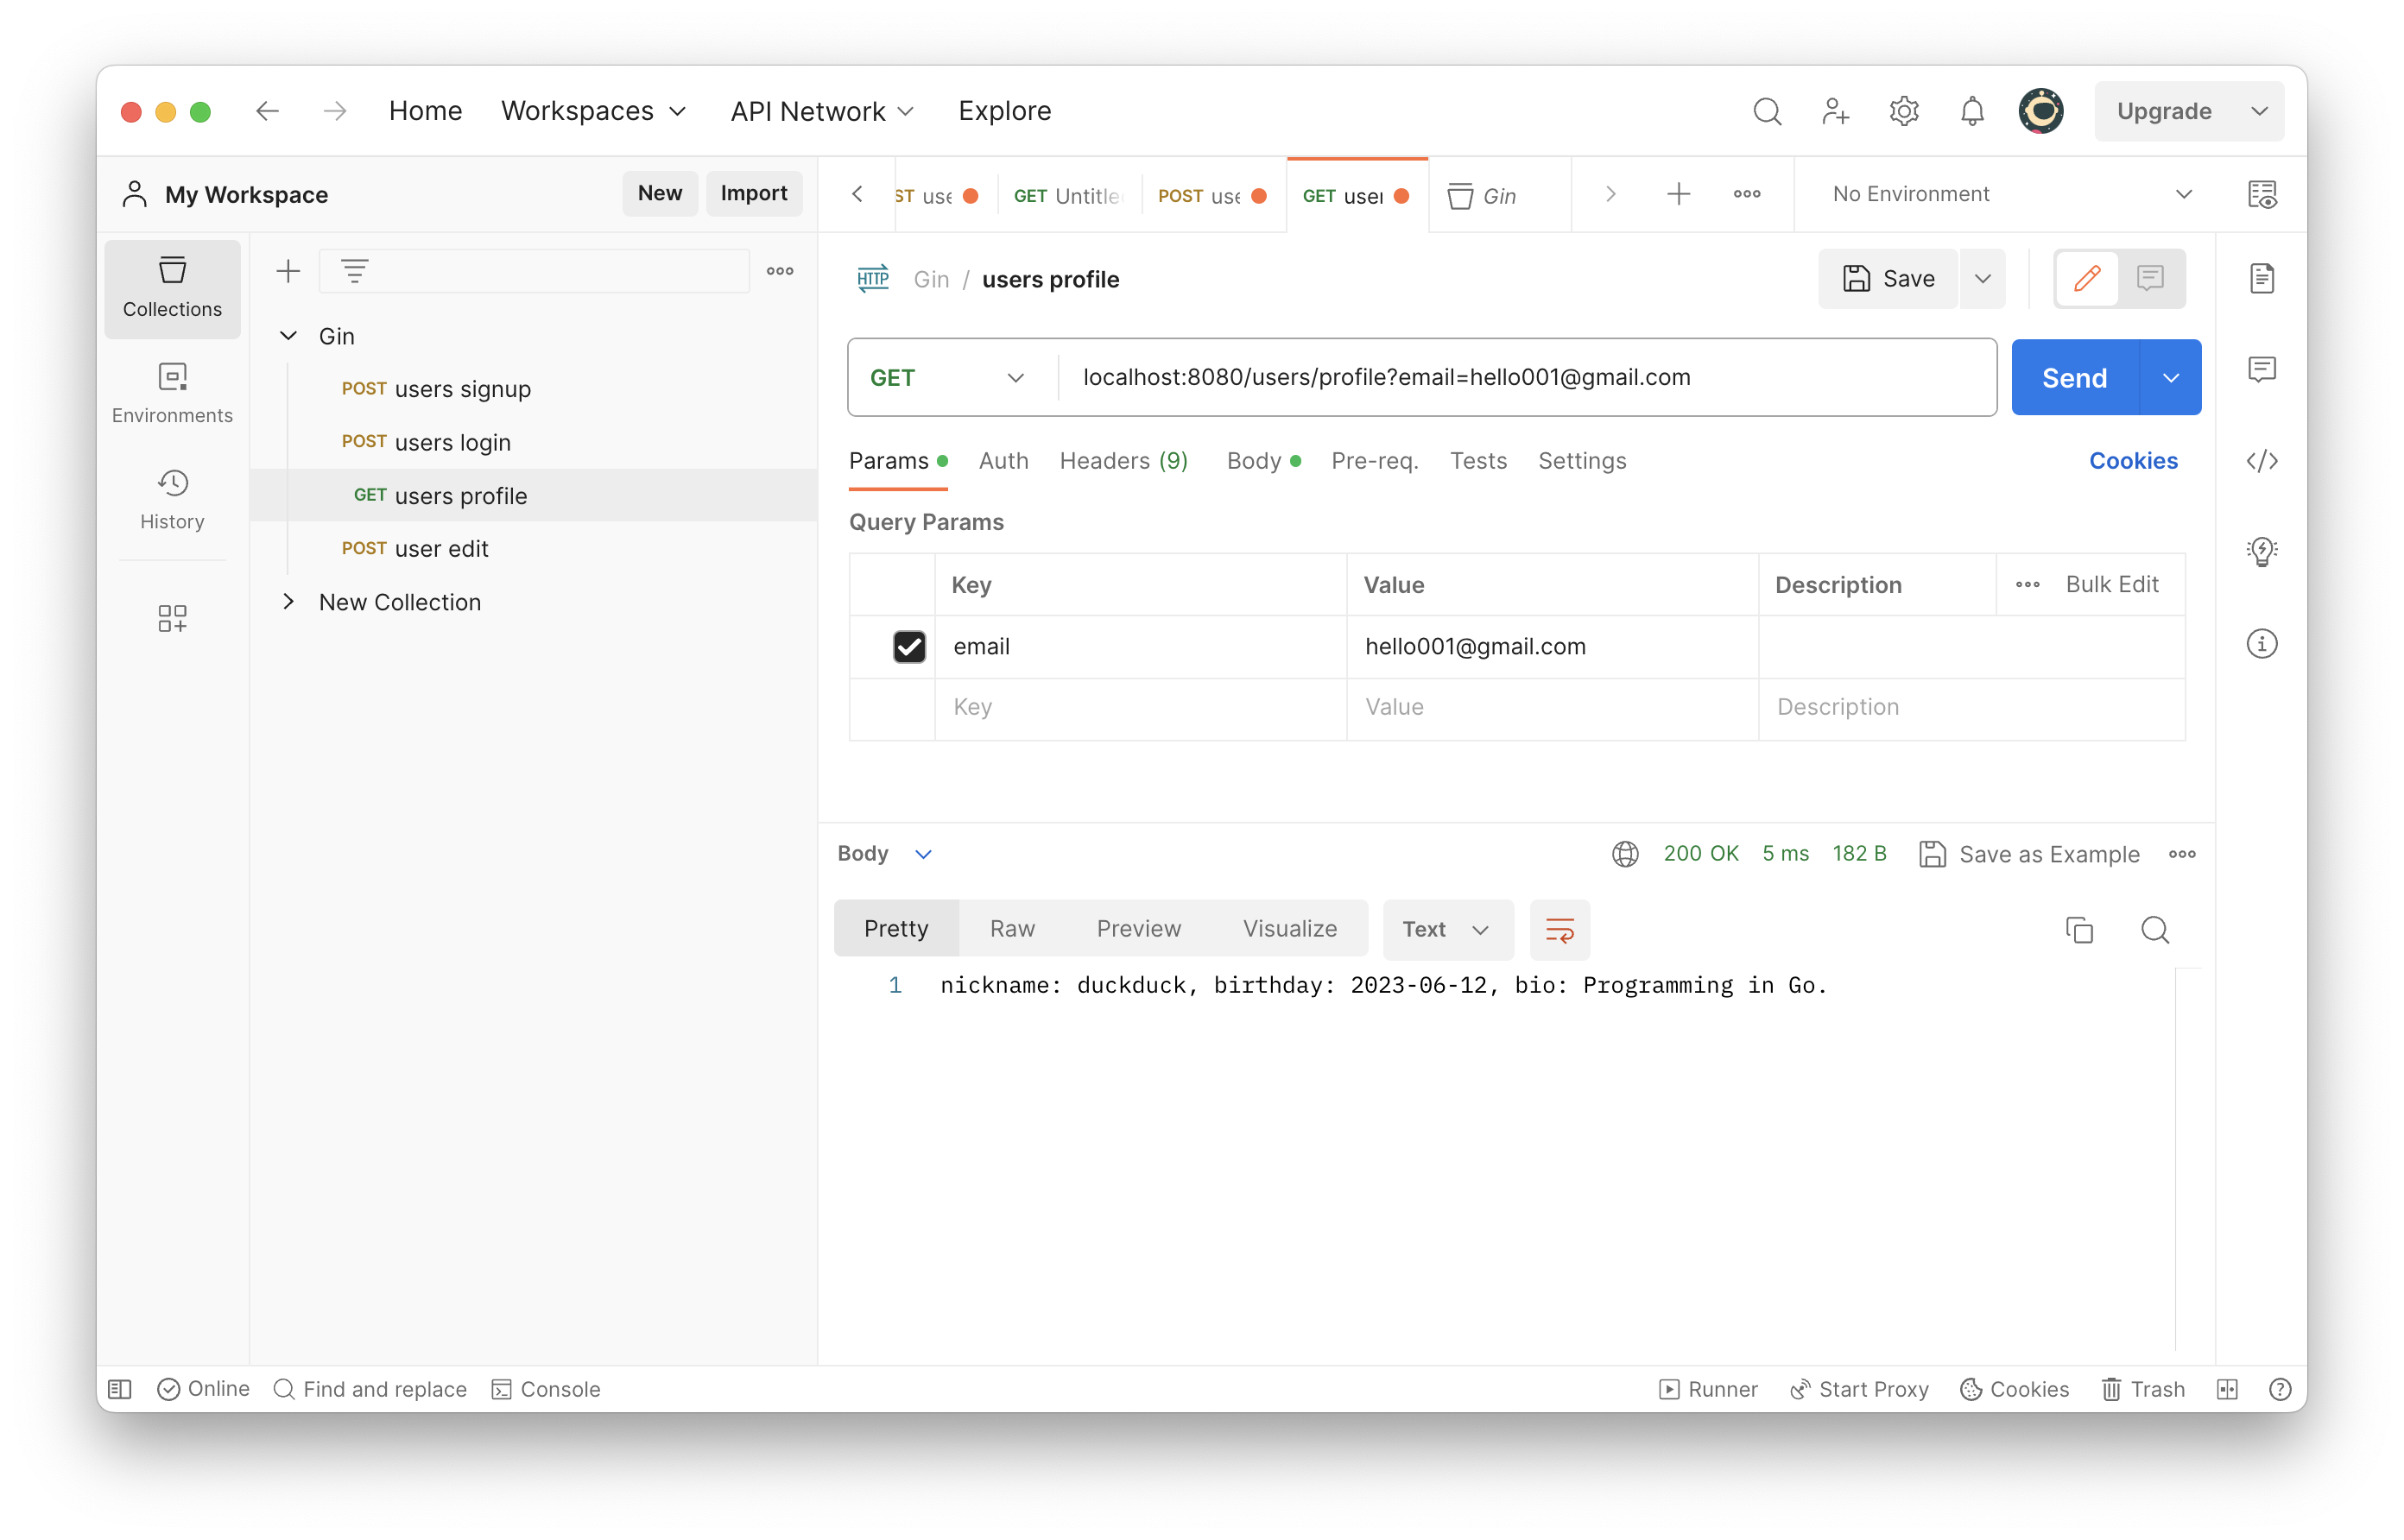 Home Workspaces API Network Explore Upgrade
My Workspace New Import
ST use GET Untitle POST use GET user Gin No Environment
Collections
Environments
History
Gin
POST users signup
POST users login
GET users profile
POST user edit
New Collection
HTTP Gin / users profile Save
GET localhost:8080/users/profile?email=hello001@gmail.com Send
Params Auth Headers (9) Body Pre-req. Tests Settings Cookies
Query Params
Key Value Description Bulk Edit
email hello001@gmail.com
Key Value Description
Body 200 OK 5 ms 182 B Save as Example
Pretty Raw Preview Visualize Text
1 nickname: duckduck, birthday: 2023-06-12, bio: Programming in Go.
Online Find and replace Console Runner Start Proxy Cookies Trash